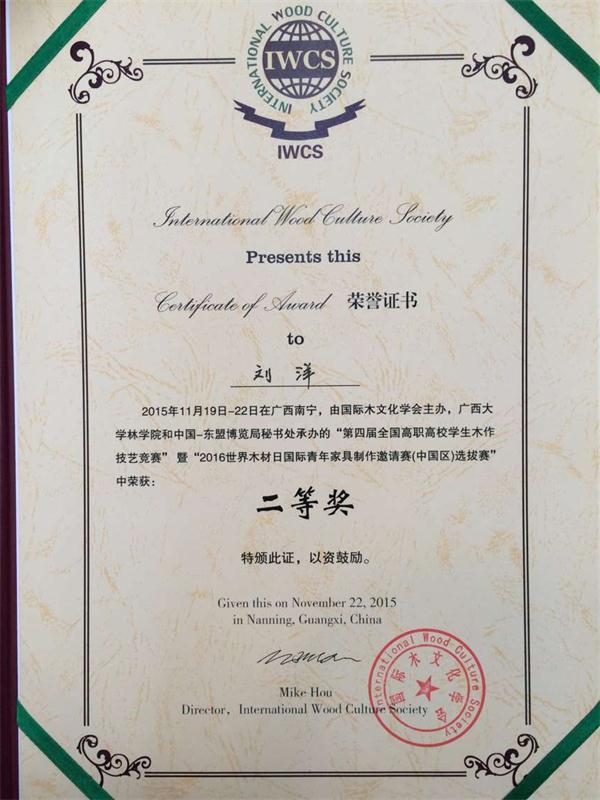 INTERNATIONAL WOOD CULTURE SOCIETY
IWCS
IWCS
International Wood Culture Society
Presents this
Certificate of Award 荣誉证书
to
刘洋
2015年11月19日-22日在广西南宁，由国际木文化学会主办，广西大
学林学院和中国-东盟博览局秘书处承办的“第四届全国高职高校学生木作
技艺竞赛”暨“2016世界木材日国际青年家具制作邀请赛(中国区)选拔赛”
中荣获：
二等奖
特颁此证，以资鼓励。
Given this on November 22, 2015
in Nanning, Guangxi, China
Mike Hou
Director, International Wood Culture Society
International Wood Culture Society
国际木文化学会